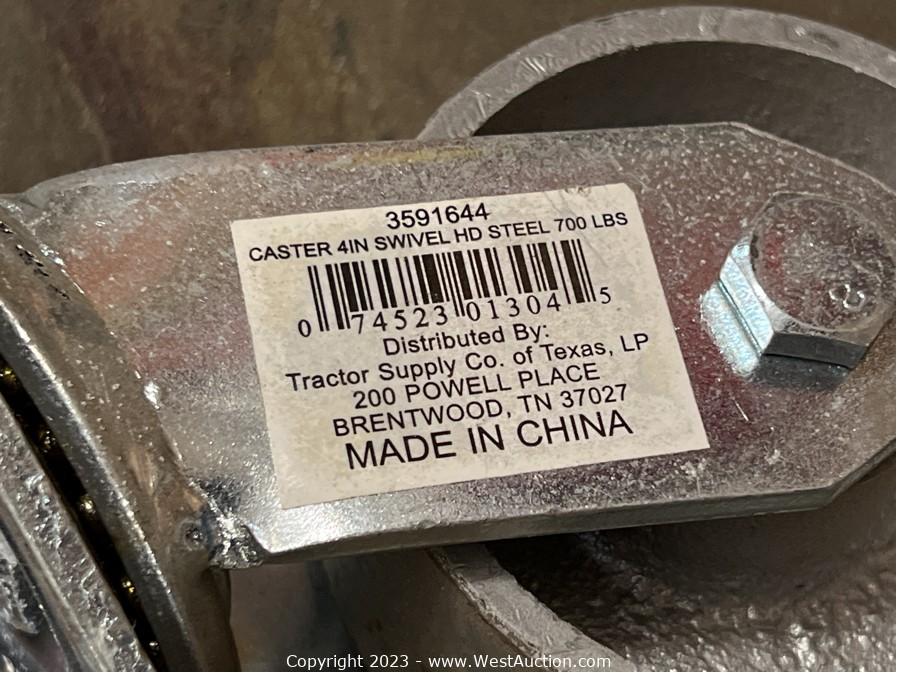 3591644
CASTER 4IN SWIVEL HD STEEL 700 LBS
0 74523 01304 5
Distributed By:
Tractor Supply Co. of Texas, LP
200 POWELL PLACE
BRENTWOOD, TN 37027
MADE IN CHINA
Copyright 2023 - www.WestAuction.com